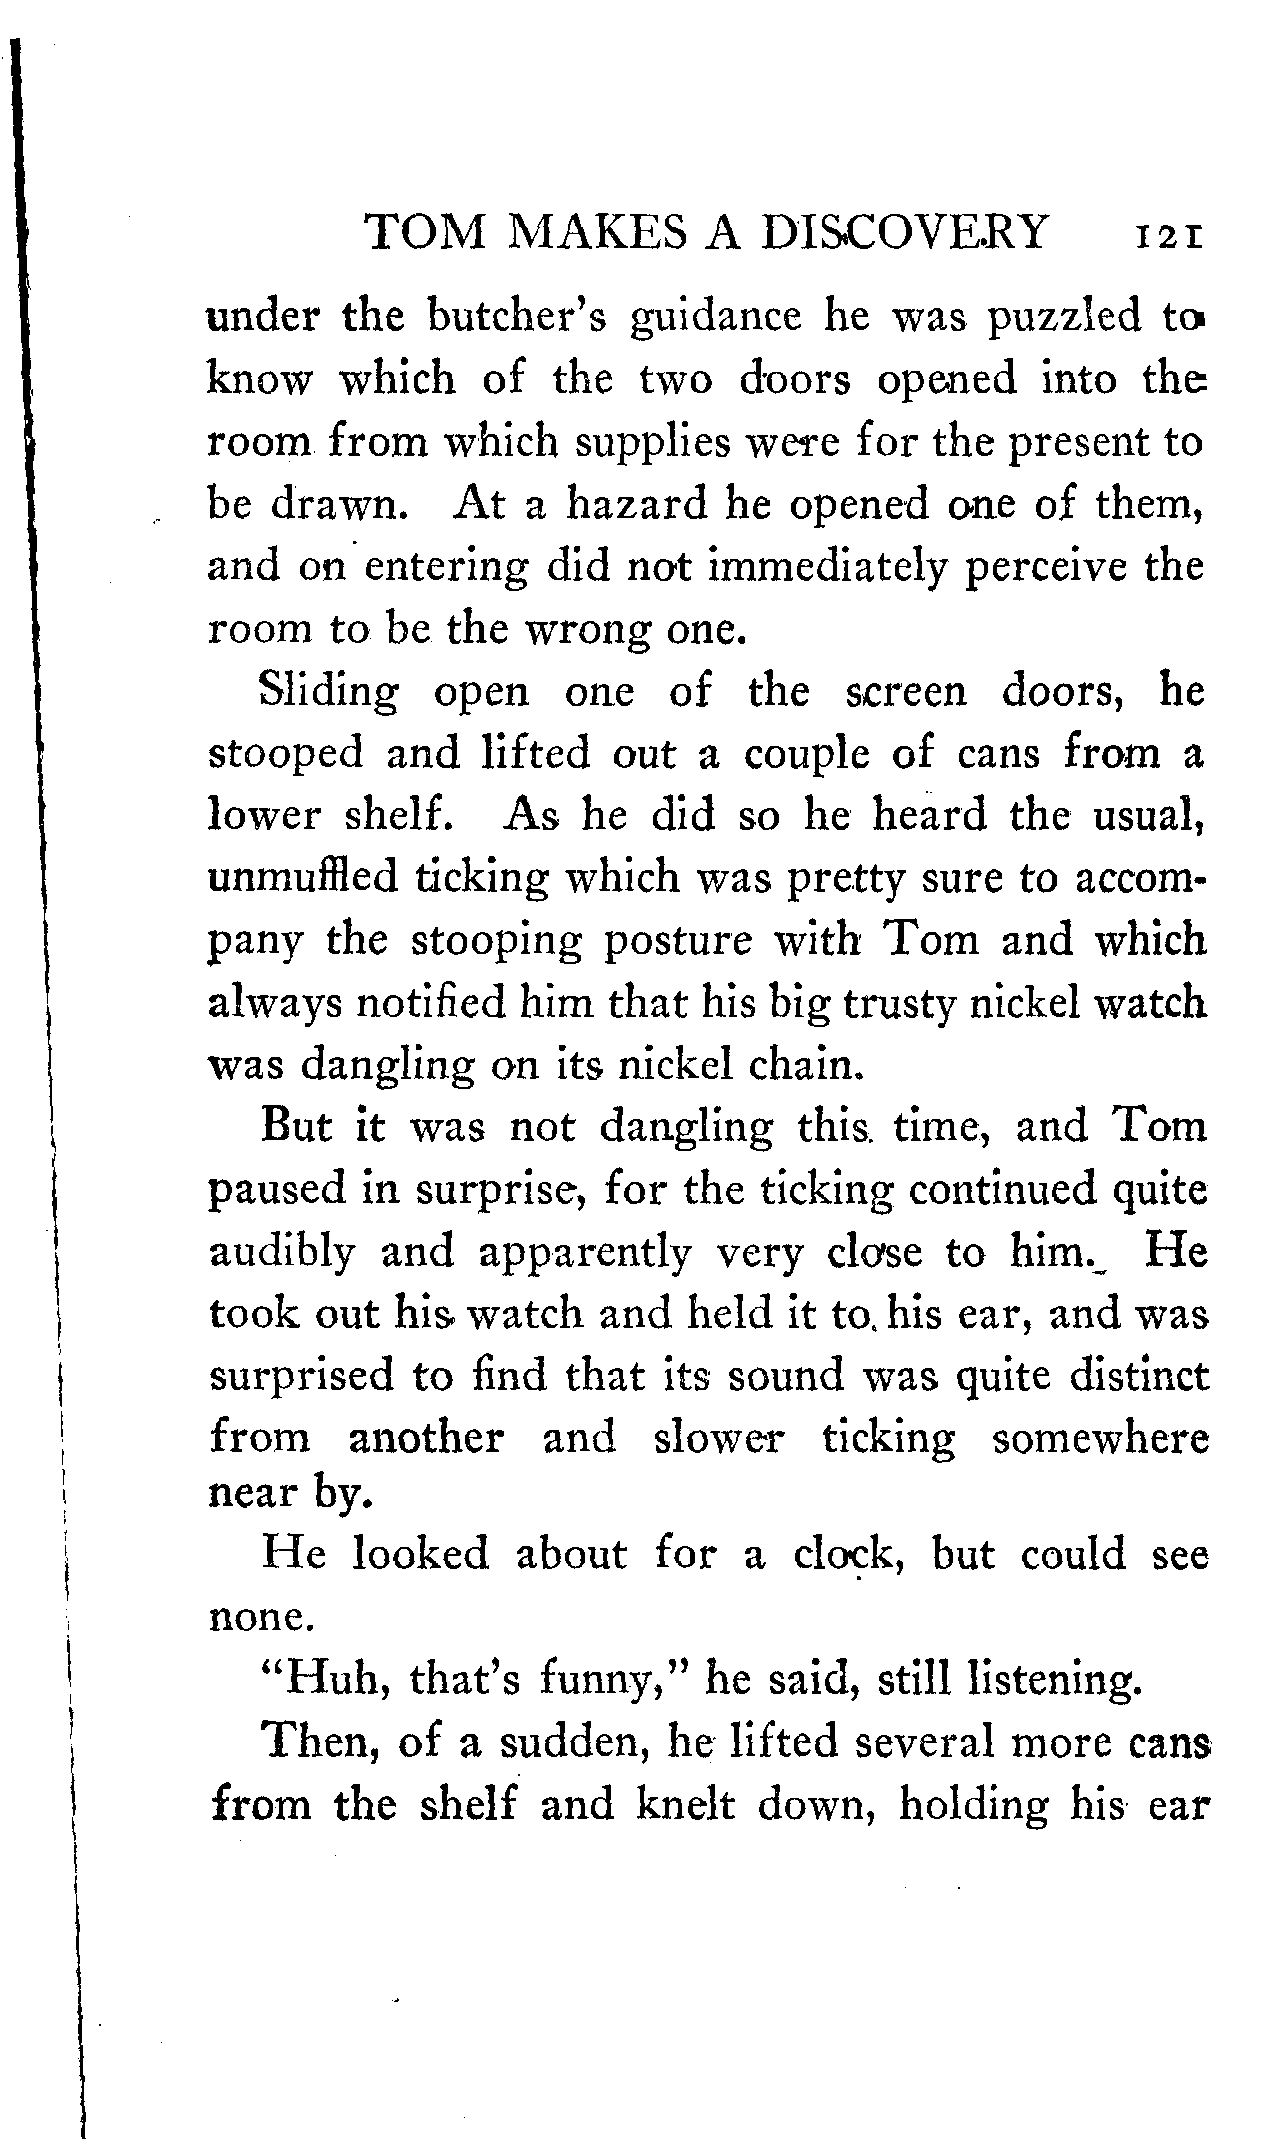 TOM MAKES A DISCOVERY 121
under the butcher's guidance he was puzzled to
know which of the two doors opened into the
room from which supplies were for the present to
be drawn. At a hazard he opened one of them,
and on entering did not immediately perceive the
room to be the wrong one.
Sliding open one of the screen doors, he
stooped and lifted out a couple of cans from a
lower shelf. As he did so he heard the usual,
unmuffled ticking which was pretty sure to accom-
pany the stooping posture with Tom and which
always notified him that his big trusty nickel watch
was dangling on its nickel chain.
But it was not dangling this time, and Tom
paused in surprise, for the ticking continued quite
audibly and apparently very close to him. He
took out his watch and held it to his ear, and was
surprised to find that its sound was quite distinct
from another and slower ticking somewhere
near by.
He looked about for a clock, but could see
none.
"Huh, that's funny," he said, still listening.
Then, of a sudden, he lifted several more cans
from the shelf and knelt down, holding his ear